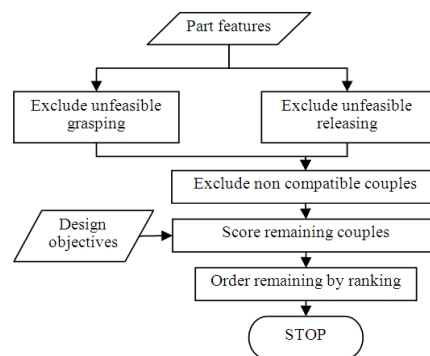 Part features
Exclude unfeasible
grasping
Exclude unfeasible
releasing
Exclude non compatible couples
Design
objectives
Score remaining couples
Order remaining by ranking
STOP